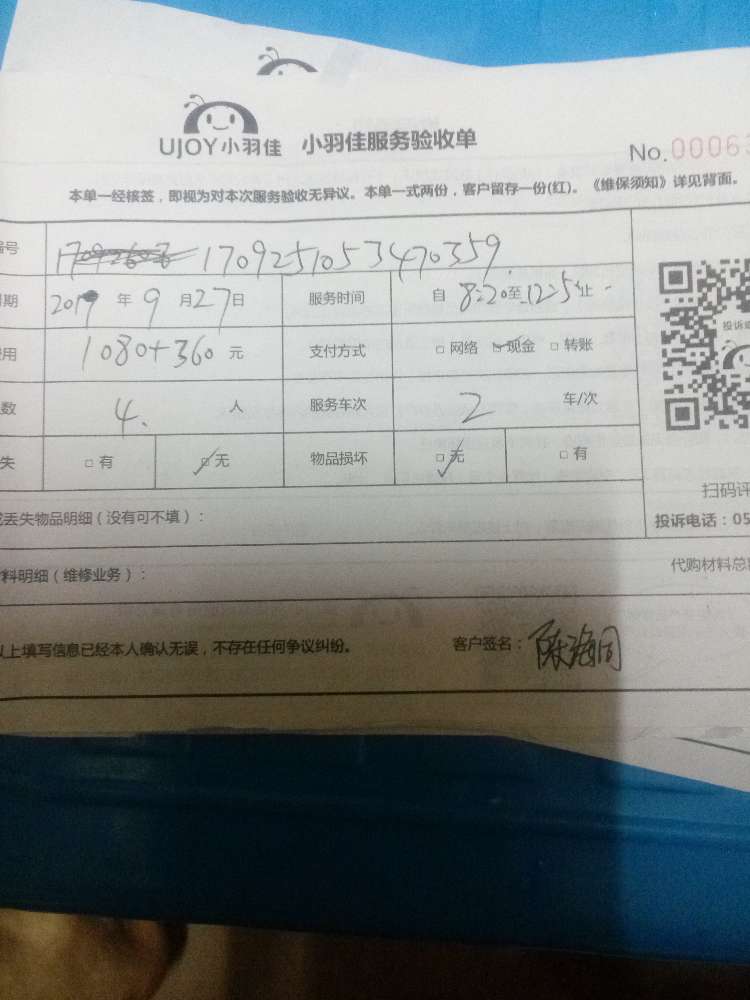 UJOY小羽佳 小羽佳服务验收单
No.00063
本单一经核签，即视为对本次服务验收无异议。本单一式两份，客户留存一份(红)。《维保须知》详见背面。
编号 1709251053470359
期 2017 年 9 月 27 日 服务时间 自 8:20 至 12:5 止
用 1080+360 元 支付方式 □ 网络 □ 现金 □ 转账
数 4. 人 服务车次 2 车/次
失 □ 有 □ 无 物品损坏 □ 无 □ 有
丢失物品明细（没有可不填）：
料明细（维修业务）：
代购材料总
扫码评
投诉电话：05
以上填写信息已经本人确认无误，不存在任何争议纠纷。 客户签名：